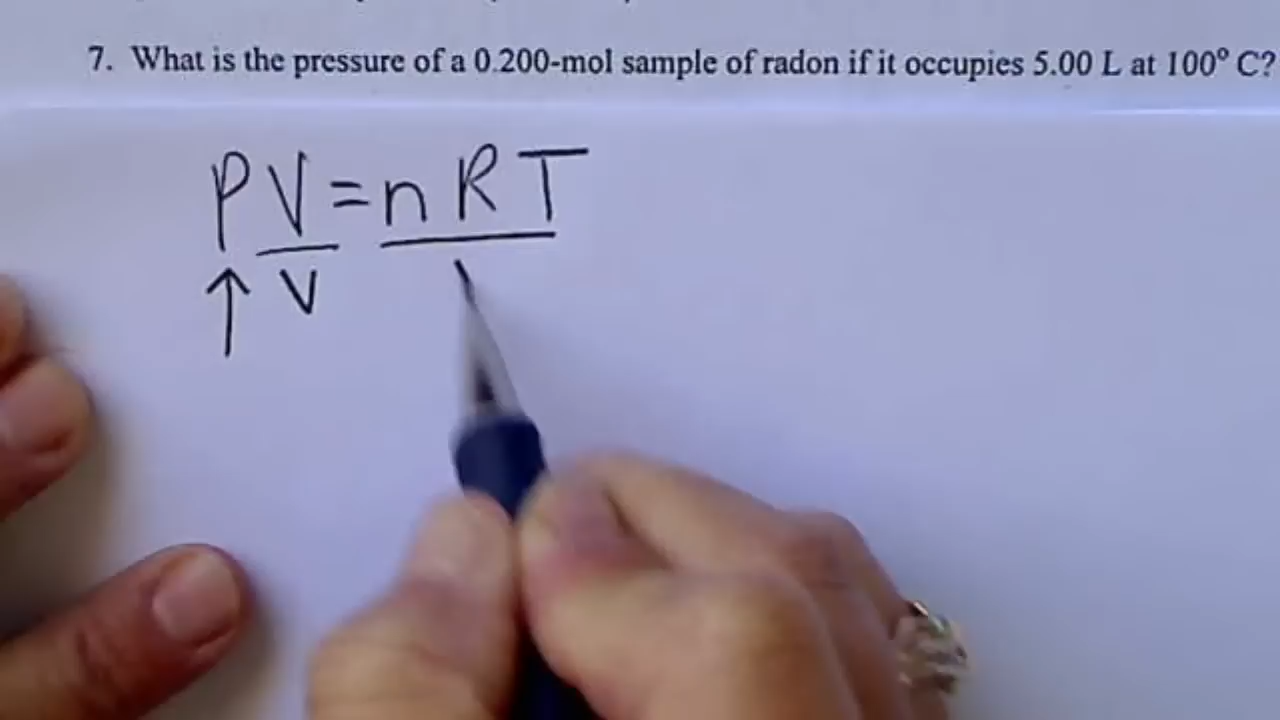 7. What is the pressure of a 0.200-mol sample of radon if it occupies 5.00 L at 100° C?
PV=nRT
V